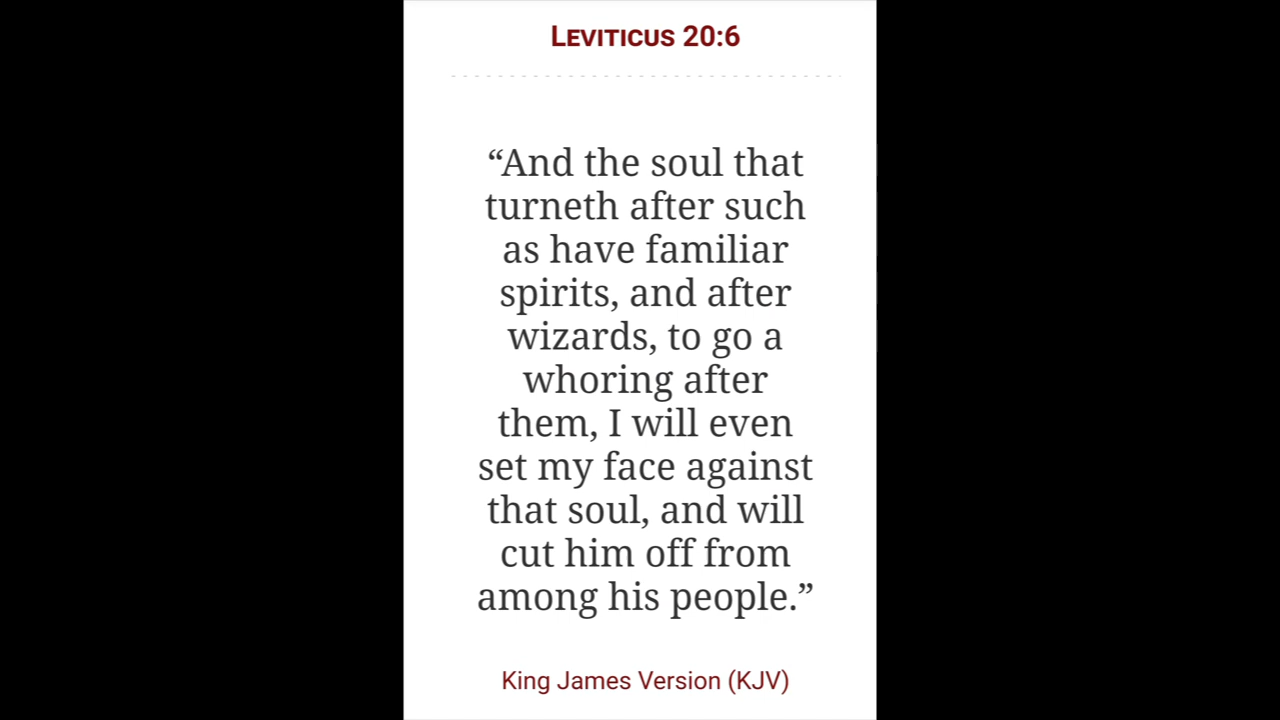 LEVITICUS 20:6
“And the soul that
turneth after such
as have familiar
spirits, and after
wizards, to go a
whoring after
them, I will even
set my face against
that soul, and will
cut him off from
among his people.”
King James Version (KJV)